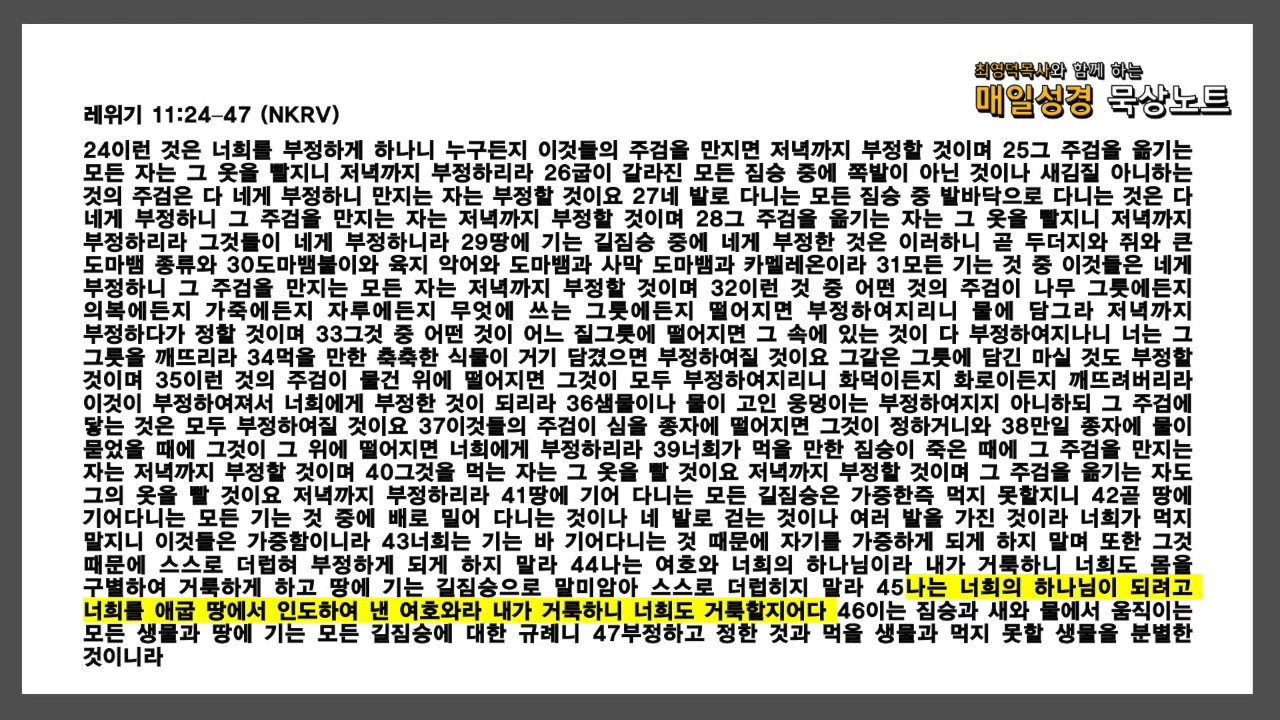 최영덕목사와 함께 하는
매일성경 묵상노트
레위기 11:24–47 (NKRV)
24이런 것은 너희를 부정하게 하나니 누구든지 이것들의 주검을 만지면 저녁까지 부정할 것이며 25그 주검을 옮기는
모든 자는 그 옷을 빨지니 저녁까지 부정하리라 26굽이 갈라진 모든 짐승 중에 쪽발이 아닌 것이나 새김질 아니하는
것의 주검은 다 네게 부정하니 만지는 자는 부정할 것이요 27네 발로 다니는 모든 짐승 중 발바닥으로 다니는 것은 다
네게 부정하니 그 주검을 만지는 자는 저녁까지 부정할 것이며 28그 주검을 옮기는 자는 그 옷을 빨지니 저녁까지
부정하리라 그것들이 네게 부정하니라 29땅에 기는 길짐승 중에 네게 부정한 것은 이러하니 곧 두더지와 쥐와 큰
도마뱀 종류와 30도마뱀붙이와 육지 악어와 도마뱀과 사막 도마뱀과 카멜레온이라 31모든 기는 것 중 이것들은 네게
부정하니 그 주검을 만지는 모든 자는 저녁까지 부정할 것이며 32이런 것 중 어떤 것의 주검이 나무 그릇에든지
의복에든지 가죽에든지 자루에든지 무엇에 쓰는 그릇에든지 떨어지면 부정하여지리니 물에 담그라 저녁까지
부정하다가 정할 것이며 33그것 중 어떤 것이 어느 질그릇에 떨어지면 그 속에 있는 것이 다 부정하여지나니 너는 그
그릇을 깨뜨리라 34먹을 만한 축축한 식물이 거기 담겼으면 부정하여질 것이요 그같은 그릇에 담긴 마실 것도 부정할
것이며 35이런 것의 주검이 물건 위에 떨어지면 그것이 모두 부정하여지리니 화덕이든지 화로이든지 깨뜨려버리라
이것이 부정하여져서 너희에게 부정한 것이 되리라 36샘물이나 물이 고인 웅덩이는 부정하여지지 아니하되 그 주검에
닿는 것은 모두 부정하여질 것이요 37이것들의 주검이 심을 종자에 떨어지면 그것이 정하거니와 38만일 종자에 물이
묻었을 때에 그것이 그 위에 떨어지면 너희에게 부정하리라 39너희가 먹을 만한 짐승이 죽은 때에 그 주검을 만지는
자는 저녁까지 부정할 것이며 40그것을 먹는 자는 그 옷을 빨 것이요 저녁까지 부정할 것이며 그 주검을 옮기는 자도
그의 옷을 빨 것이요 저녁까지 부정하리라 41땅에 기어 다니는 모든 길짐승은 가증한즉 먹지 못할지니 42곧 땅에
기어다니는 모든 기는 것 중에 배로 밀어 다니는 것이나 네 발로 걷는 것이나 여러 발을 가진 것이라 너희가 먹지
말지니 이것들은 가증함이니라 43너희는 기는 바 기어다니는 것 때문에 자기를 가증하게 되게 하지 말며 또한 그것
때문에 스스로 더럽혀 부정하게 되게 하지 말라 44나는 여호와 너희의 하나님이라 내가 거룩하니 너희도 몸을
구별하여 거룩하게 하고 땅에 기는 길짐승으로 말미암아 스스로 더럽히지 말라 45나는 너희의 하나님이 되려고
너희를 애굽 땅에서 인도하여 낸 여호와라 내가 거룩하니 너희도 거룩할지어다 46이는 짐승과 새와 물에서 움직이는
모든 생물과 땅에 기는 모든 길짐승에 대한 규례니 47부정하고 정한 것과 먹을 생물과 먹지 못할 생물을 분별한
것이니라